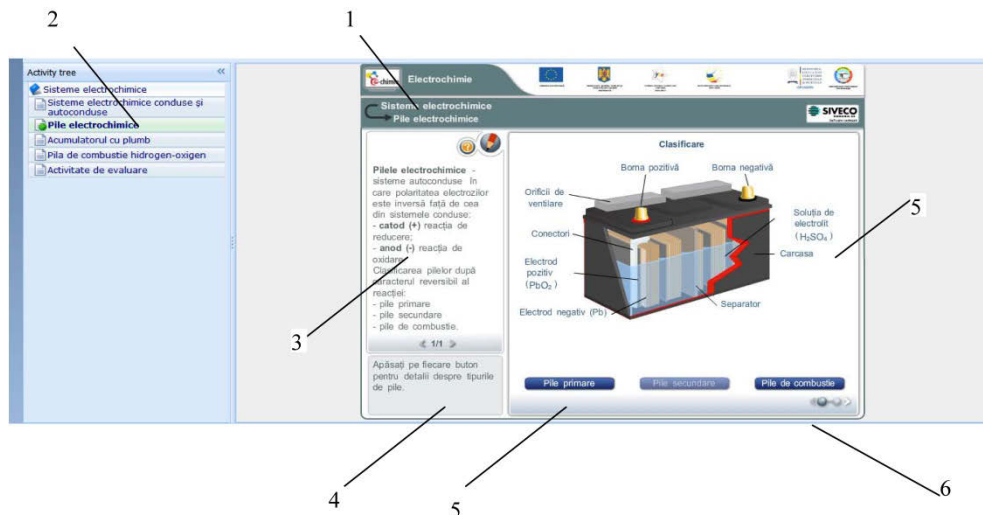 1
2
Activity tree
Sisteme electrochimice
Sisteme electrochimice conduse și
autoconduse
Pile electrochimice
Acumulatorul cu plumb
Pila de combustie hidrogen-oxigen
Activitate de evaluare
Electrochimie
Sisteme electrochimice
Pile electrochimice
SIVECO
Pilele electrochimice -
sisteme autoconduse în
care polaritatea electrozilor
este inversă față de cea
din sistemele conduse:
- catod (+) reacția de
reducere;
- anod (-) reacția de
oxidare.
Clasificarea pilelor după
caracterul reversibil al
reacției:
- pile primare
- pile secundare
- pile de combustie.
1/1
Apăsați pe fiecare buton
pentru detalii despre tipurile
de pile.
Clasificare
Borna pozitivă
Borna negativă
Orificii de
ventilare
Conectori
Electrod
pozitiv
(PbO₂)
Electrod negativ (Pb)
Soluția de
electrolit
(H₂SO₄)
Carcasa
Separator
Pile primare
Pile secundare
Pile de combustie
3
4
5
5
6